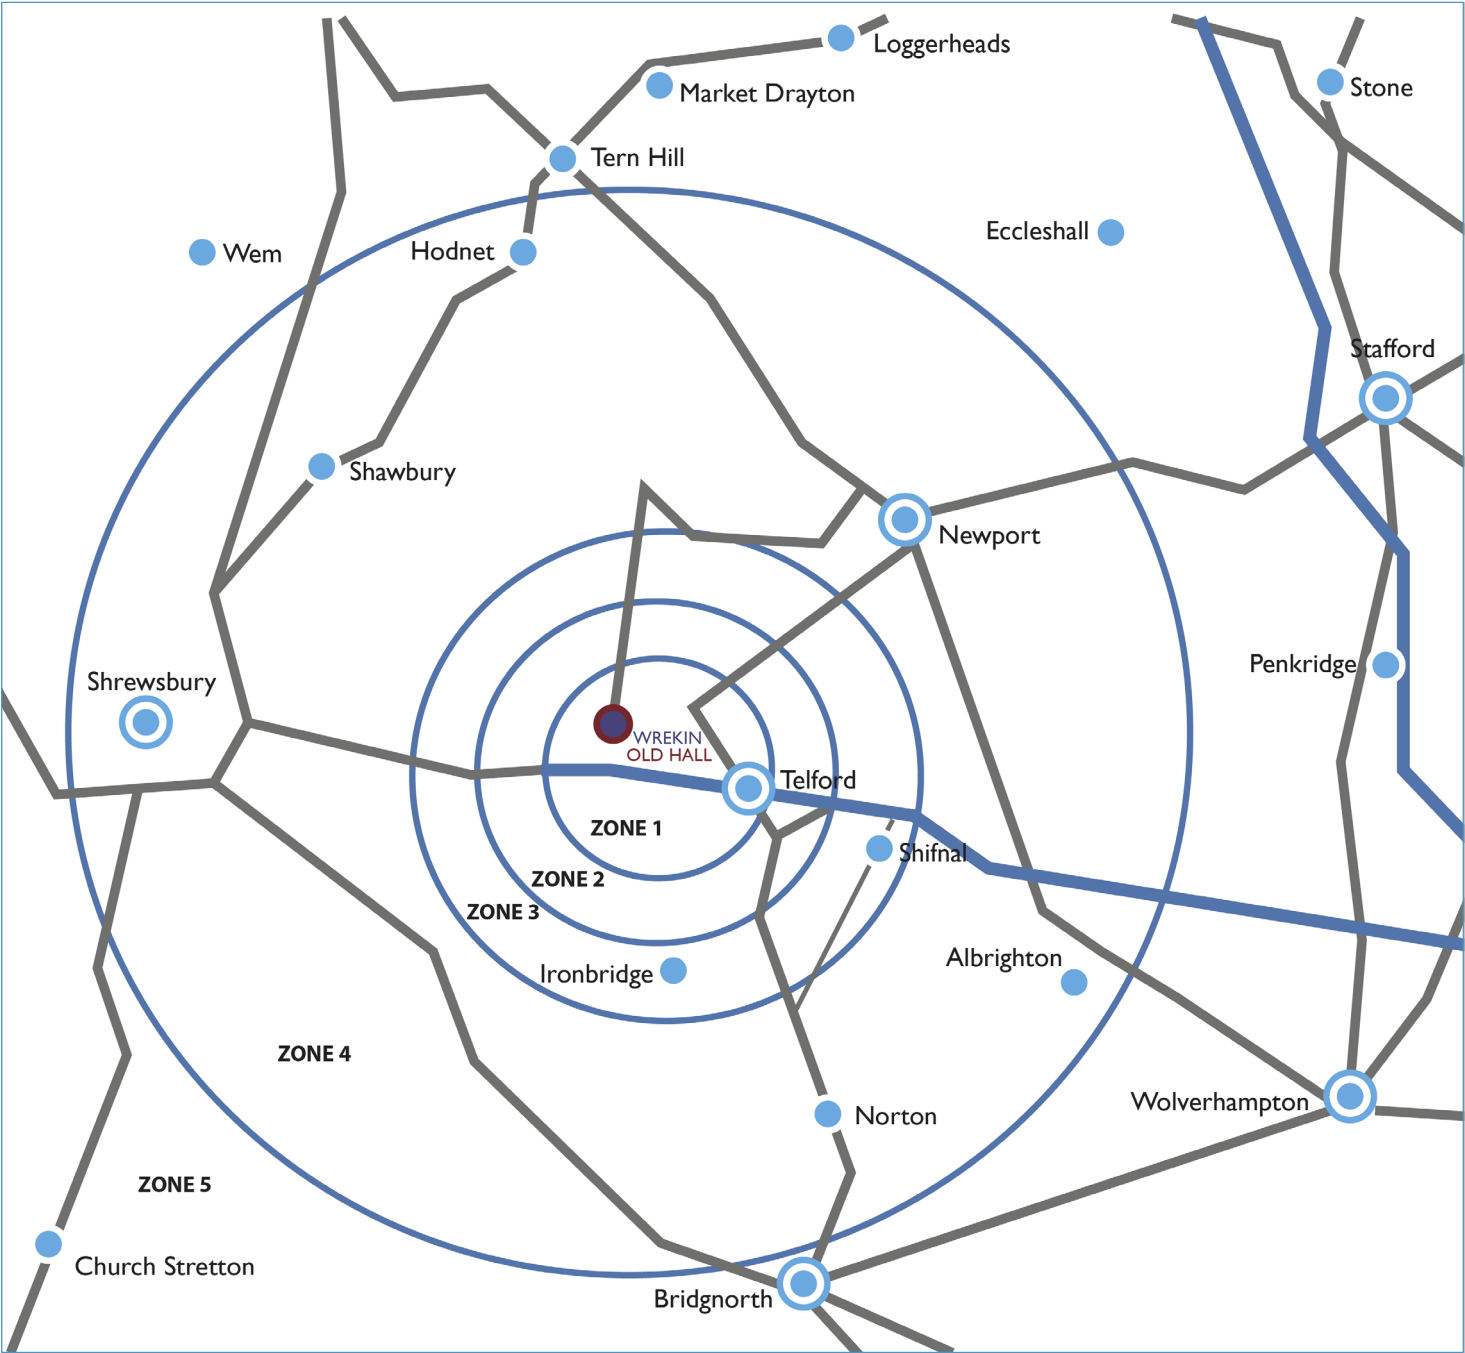 Loggerheads
Stone
Market Drayton
Tern Hill
Eccleshall
Wem
Hodnet
Stafford
Shawbury
Newport
Penkridge
Shrewsbury
WREKIN
OLD HALL
Telford
ZONE 1
Shifnal
ZONE 2
ZONE 3
Albrighton
Ironbridge
ZONE 4
Wolverhampton
Norton
ZONE 5
Church Stretton
Bridgnorth